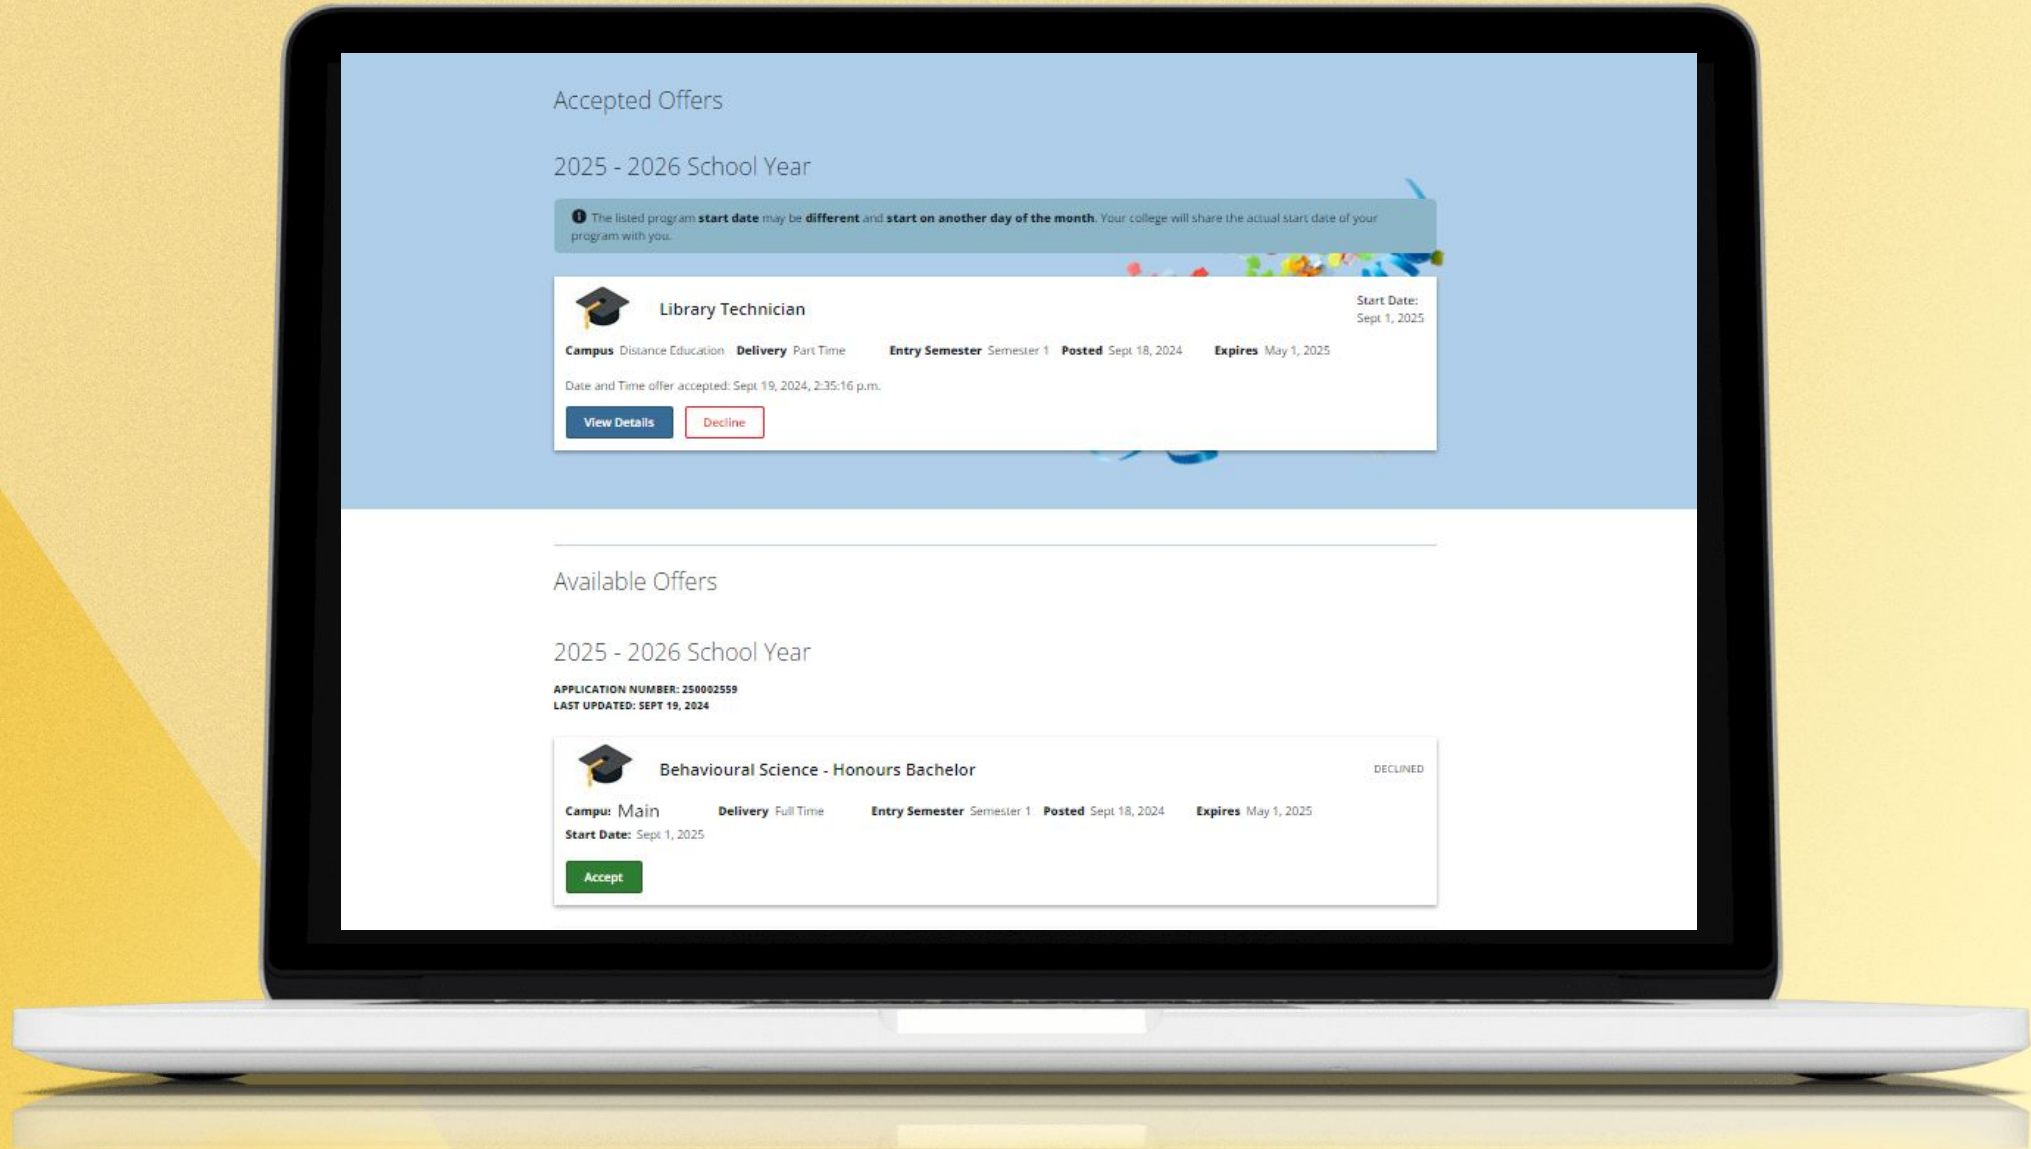 Accepted Offers
2025 - 2026 School Year
The listed program start date may be different and start on another day of the month. Your college will share the actual start date of your
program with you.
Library Technician
Start Date:
Sept 1, 2025
Campus Distance Education Delivery Part Time Entry Semester Semester 1 Posted Sept 18, 2024 Expires May 1, 2025
Date and Time offer accepted: Sept 19, 2024, 2:35:16 p.m.
View Details Decline
Available Offers
2025 - 2026 School Year
APPLICATION NUMBER: 250002559
LAST UPDATED: SEPT 19, 2024
Behavioural Science - Honours Bachelor DECLINED
Campu: Main Delivery Full Time Entry Semester Semester 1 Posted Sept 18, 2024 Expires May 1, 2025
Start Date: Sept 1, 2025
Accept